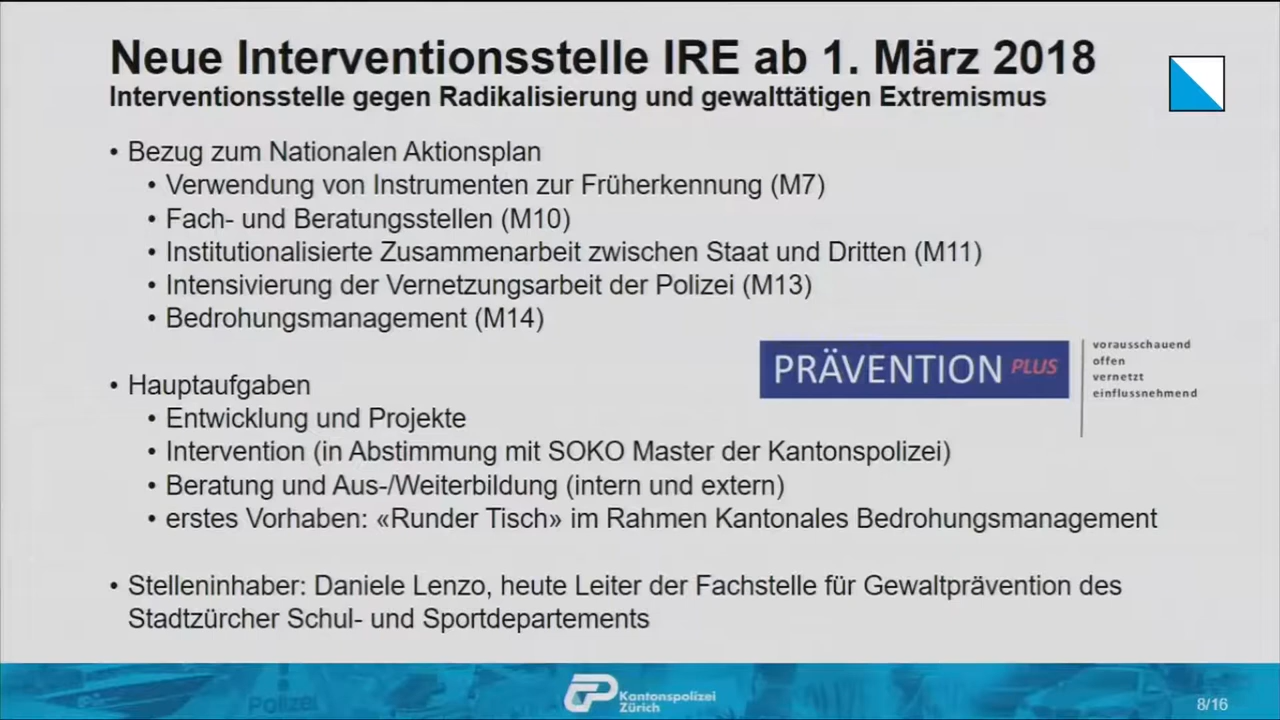 Neue Interventionsstelle IRE ab 1. März 2018
Interventionsstelle gegen Radikalisierung und gewalttätigen Extremismus
• Bezug zum Nationalen Aktionsplan
• Verwendung von Instrumenten zur Früherkennung (M7)
• Fach- und Beratungsstellen (M10)
• Institutionalisierte Zusammenarbeit zwischen Staat und Dritten (M11)
• Intensivierung der Vernetzungsarbeit der Polizei (M13)
• Bedrohungsmanagement (M14)
PRÄVENTION PLUS
vorausschauend
offen
vernetzt
einflussnehmend
• Hauptaufgaben
• Entwicklung und Projekte
• Intervention (in Abstimmung mit SOKO Master der Kantonspolizei)
• Beratung und Aus-/Weiterbildung (intern und extern)
• erstes Vorhaben: «Runder Tisch» im Rahmen Kantonales Bedrohungsmanagement
• Stelleninhaber: Daniele Lenzo, heute Leiter der Fachstelle für Gewaltprävention des
Stadtzürcher Schul- und Sportdepartements
Polizei
Kantonspolizei
Zürich
8/16